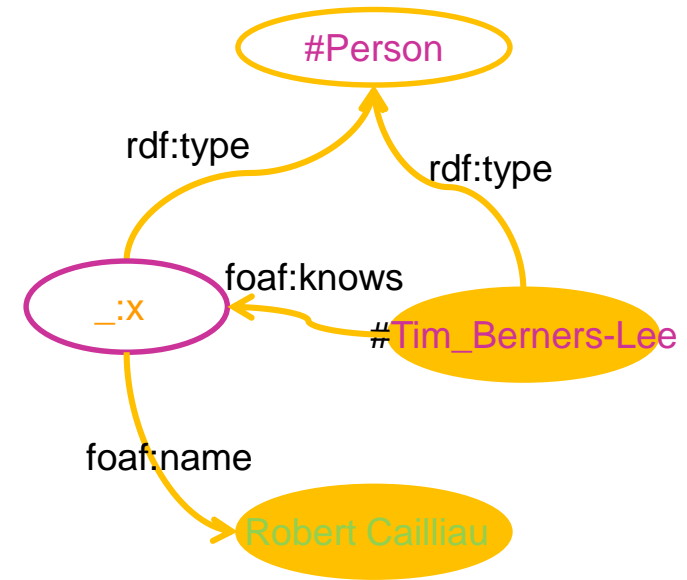 #Person
rdf:type
rdf:type
foaf:knows
_:x
#Tim_Berners-Lee
foaf:name
Robert Cailliau